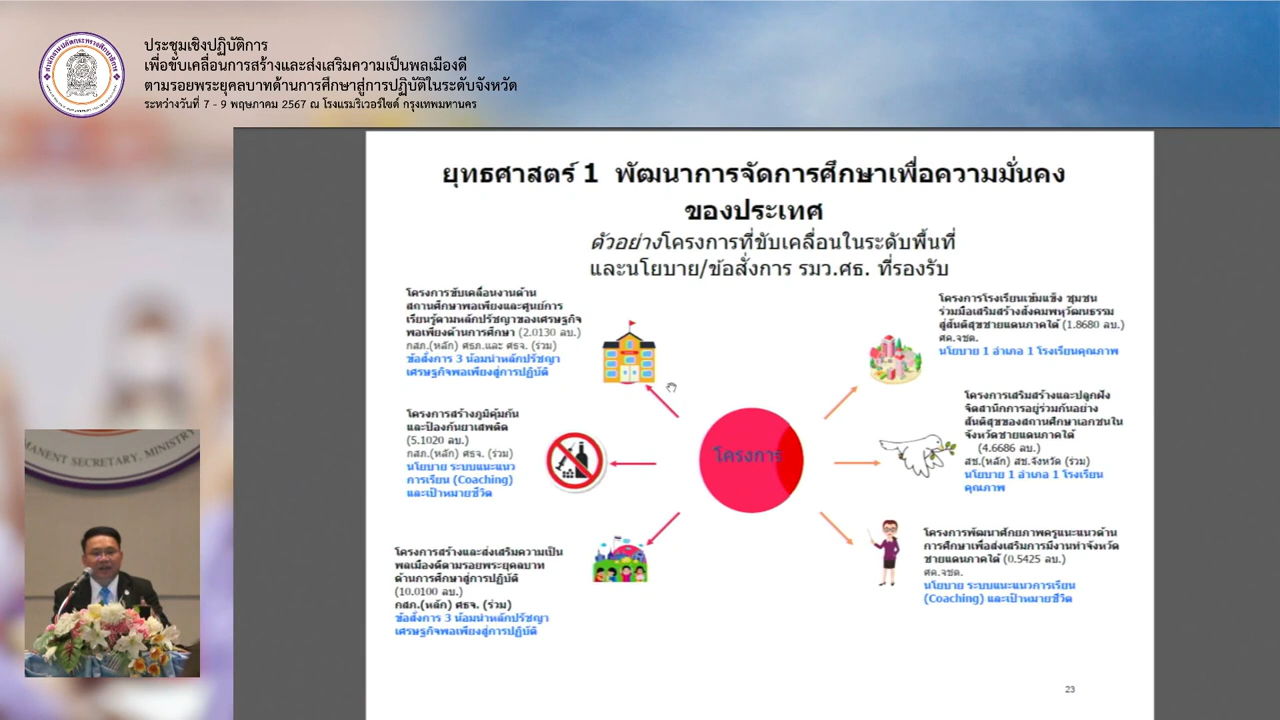 ประชุมเชิงปฏิบัติการ
เพื่อขับเคลื่อนการสร้างและส่งเสริมความเป็นพลเมืองดี
ตามรอยพระยุคลบาทด้านการศึกษาสู่การปฏิบัติในระดับจังหวัด
ระหว่างวันที่ 7 - 9 พฤษภาคม 2567 ณ โรงแรมริเวอร์ไซด์ กรุงเทพมหานคร
ยุทธศาสตร์ 1 พัฒนาการจัดการศึกษาเพื่อความมั่นคง
ของประเทศ
ตัวอย่างโครงการที่ขับเคลื่อนในระดับพื้นที่
และนโยบาย/ข้อสั่งการ รมว.ศธ. ที่รองรับ
โครงการขับเคลื่อนงานด้าน
สถานศึกษาพอเพียงและศูนย์การ
เรียนรู้ตามหลักปรัชญาของเศรษฐกิจ
พอเพียงด้านการศึกษา (2.0130 ลบ.)
กสภ.(หลัก) ศธภ.และ ศธจ. (ร่วม)
ข้อสั่งการ 3 น้อมนำหลักปรัชญา
เศรษฐกิจพอเพียงสู่การปฏิบัติ
โครงการสร้างภูมิคุ้มกัน
และป้องกันยาเสพติด
(5.1020 ลบ.)
กสภ.(หลัก) ศธจ. (ร่วม)
นโยบาย ระบบแนะแนว
การเรียน (Coaching)
และเป้าหมายชีวิต
โครงการสร้างและส่งเสริมความเป็น
พลเมืองดีตามรอยพระยุคลบาท
ด้านการศึกษาสู่การปฏิบัติ
(10.0100 ลบ.)
กสภ.(หลัก) ศธจ. (ร่วม)
ข้อสั่งการ 3 น้อมนำหลักปรัชญา
เศรษฐกิจพอเพียงสู่การปฏิบัติ
โครงการ
โครงการโรงเรียนเข้มแข็ง ชุมชน
ร่วมมือเสริมสร้างสังคมพหุวัฒนธรรม
สู่สันติสุขชายแดนภาคใต้ (1.8680 ลบ.)
ศค.จชต.
นโยบาย 1 อำเภอ 1 โรงเรียนคุณภาพ
โครงการเสริมสร้างและปลูกฝัง
จิตสำนึกการอยู่ร่วมกันอย่าง
สันติสุขของสถานศึกษาเอกชนใน
จังหวัดชายแดนภาคใต้
(4.6686 ลบ.)
สช.(หลัก) สช.จังหวัด (ร่วม)
นโยบาย 1 อำเภอ 1 โรงเรียน
คุณภาพ
โครงการพัฒนาศักยภาพครูแนะแนวด้าน
การศึกษาเพื่อส่งเสริมการมีงานทำจังหวัด
ชายแดนภาคใต้ (0.5425 ลบ.)
ศค.จชต.
นโยบาย ระบบแนะแนวการเรียน
(Coaching) และเป้าหมายชีวิต
23
MANENT SECRETARY, MINISTRY